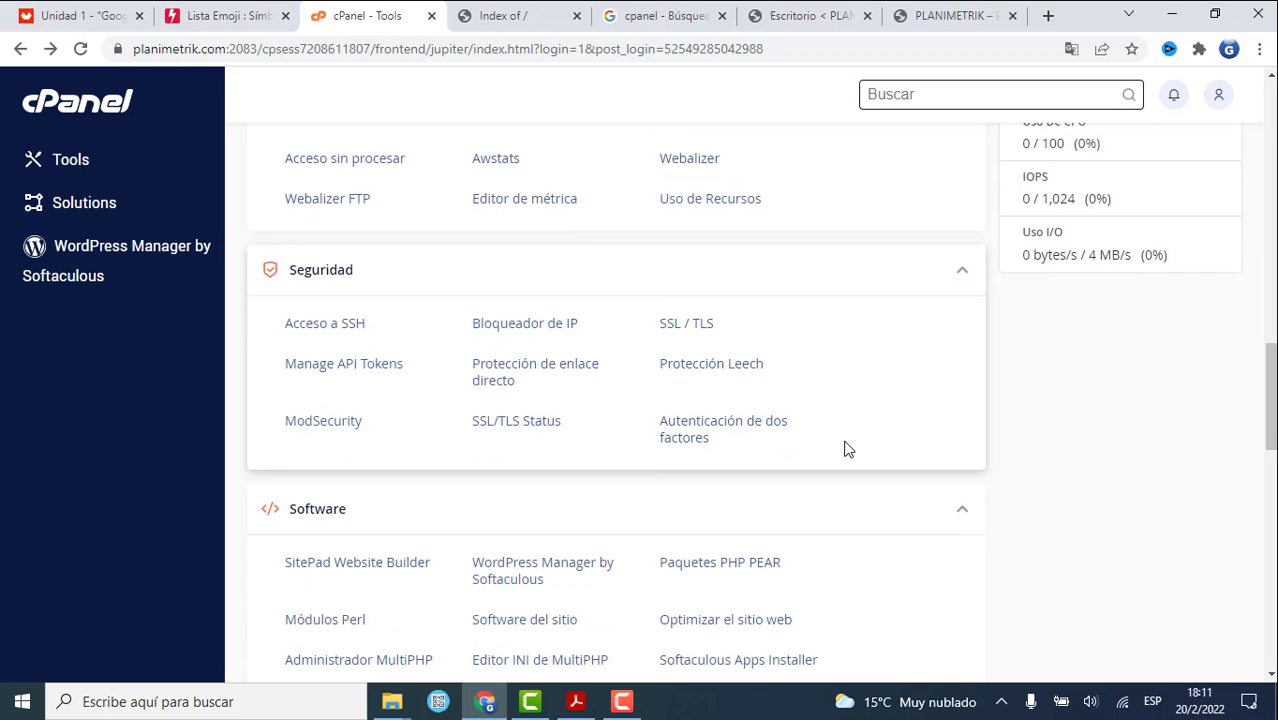 Unidad 1 - "Goog
Lista Emoji : Símb
cPanel - Tools
Index of /
cpanel - Búsqued
Escritorio < PLAN
PLANIMETRIK – P
planimetrik.com:2083/cpsess7208611807/frontend/jupiter/index.html?login=1&post_login=52549285042988
G
cPanel
Buscar
Tools
Solutions
WordPress Manager by
Softaculous
Acceso sin procesar
Awstats
Webalizer
Webalizer FTP
Editor de métrica
Uso de Recursos
Seguridad
Acceso a SSH
Bloqueador de IP
SSL / TLS
Manage API Tokens
Protección de enlace
directo
Protección Leech
ModSecurity
SSL/TLS Status
Autenticación de dos
factores
Software
SitePad Website Builder
WordPress Manager by
Softaculous
Paquetes PHP PEAR
Módulos Perl
Software del sitio
Optimizar el sitio web
Administrador MultiPHP
Editor INI de MultiPHP
Softaculous Apps Installer
Uso De CPU
0 / 100 (0%)
IOPS
0 / 1,024 (0%)
Uso I/O
0 bytes/s / 4 MB/s (0%)
Escribe aquí para buscar
15°C Muy nublado
ESP
18:11
20/2/2022